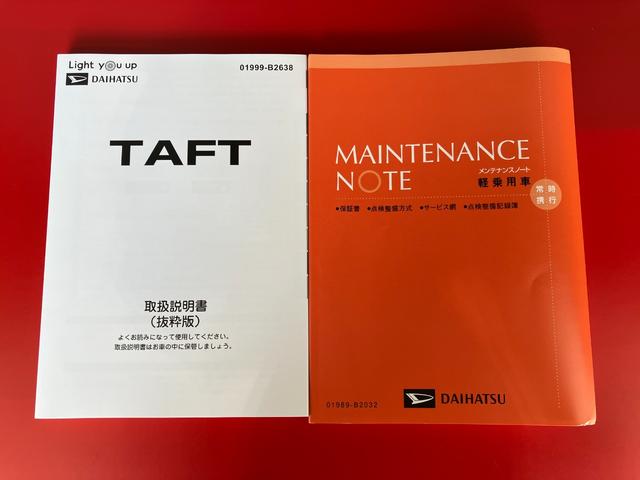 Light you up
DAIHATSU
01999-B2638
TAFT
取扱説明書
（抜粋版）
よくお読みになって使用してください。
取扱説明書はお車の中に保管しましょう。
MAINTENANCE
NOTE
メンテナンスノート
軽乗用車
常時
携行
●保証書 ●点検整備方式 ●サービス網 ●点検整備記録簿
01989-B2032
DAIHATSU